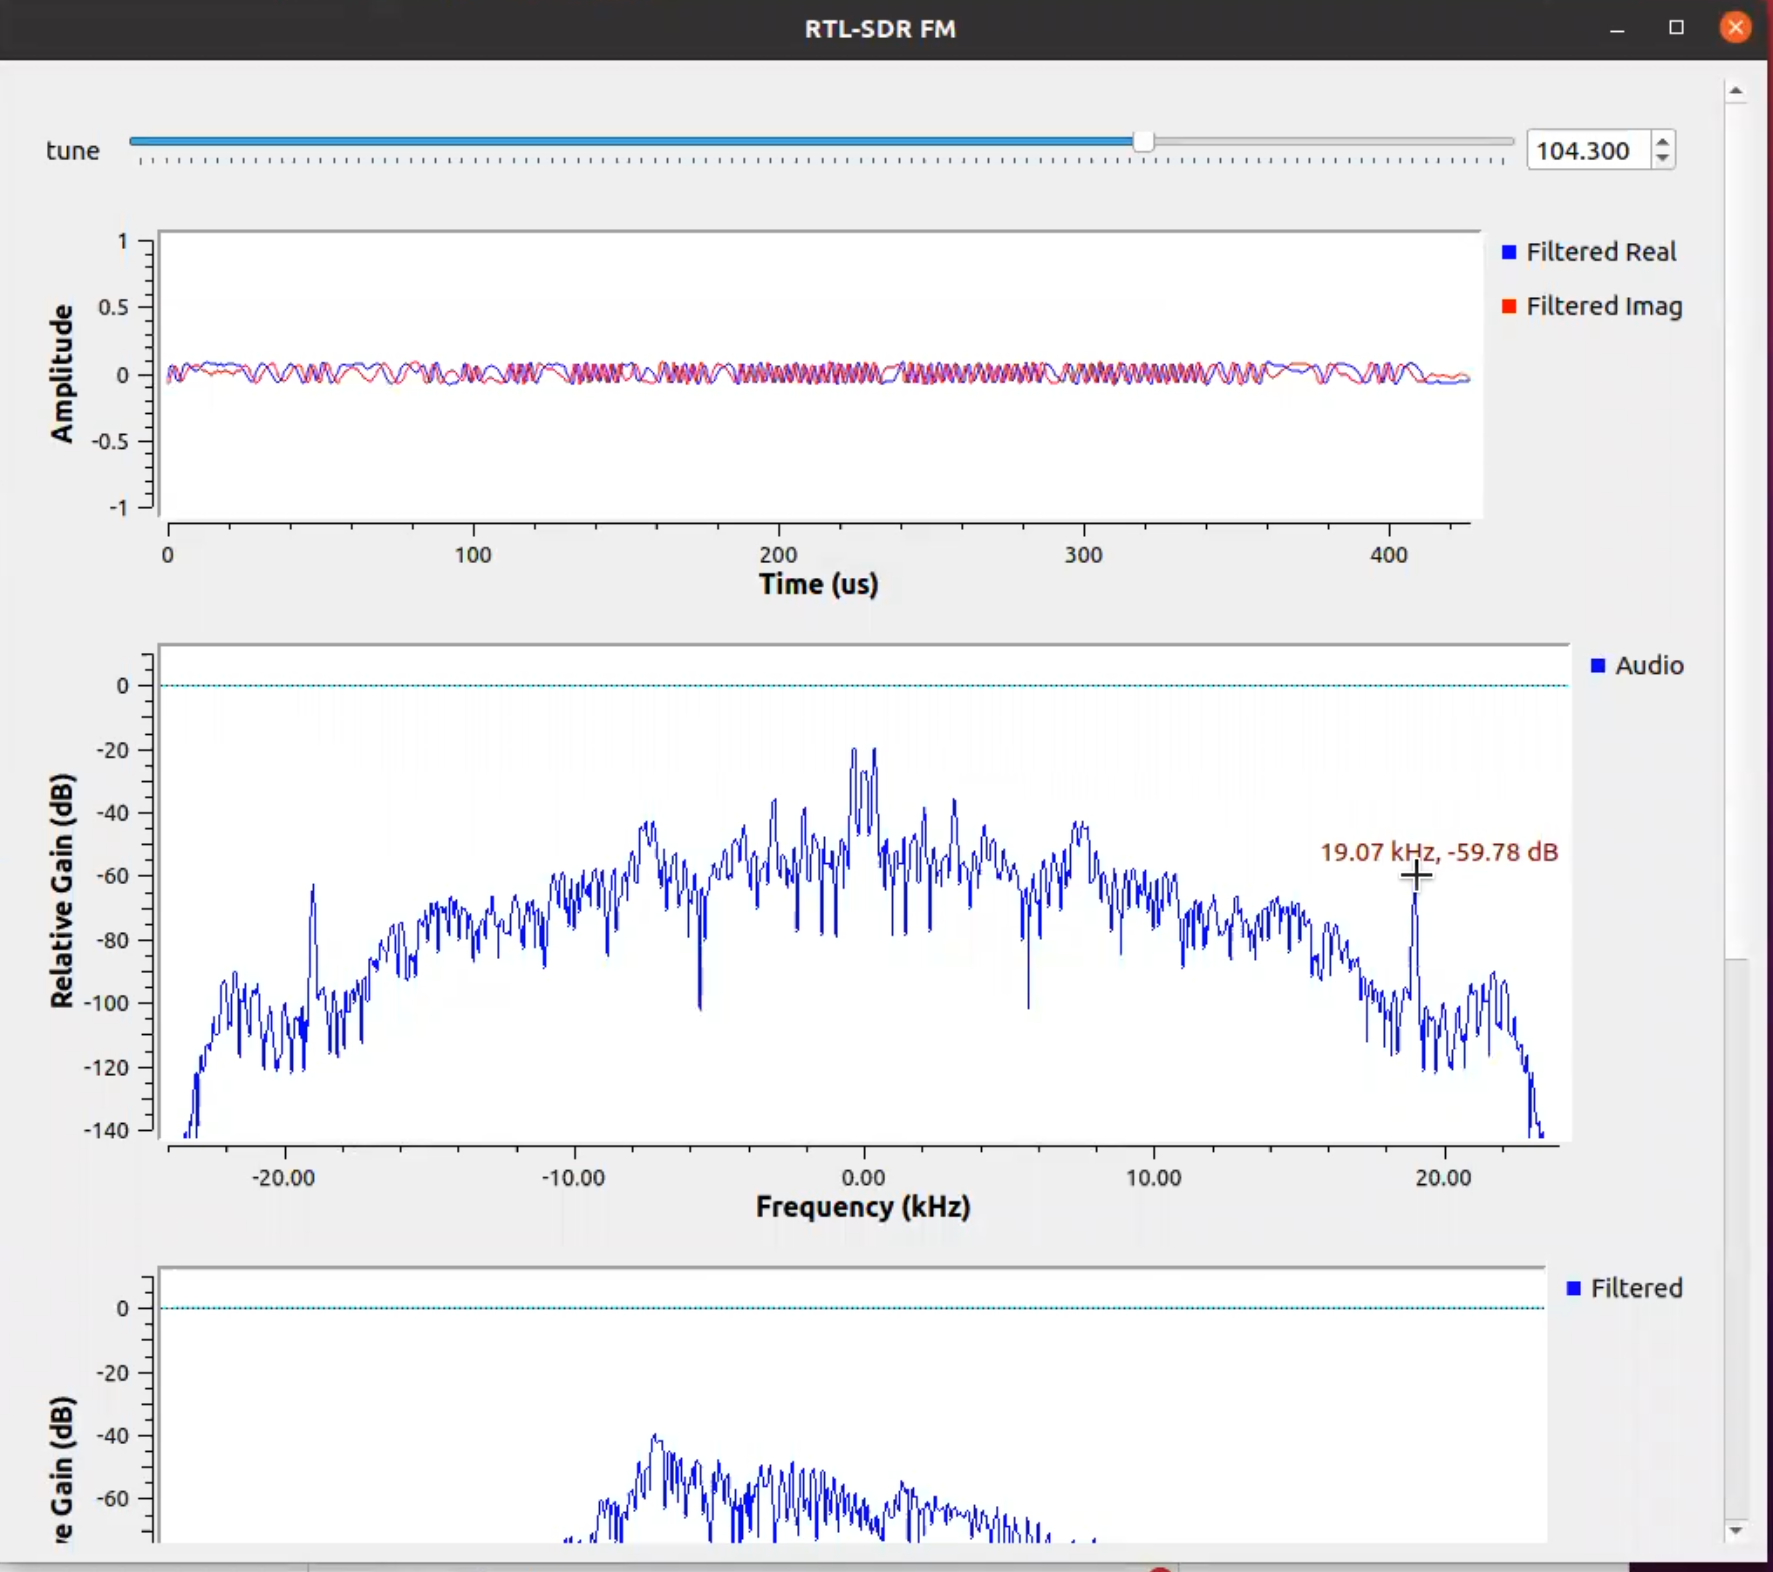 RTL-SDR FM
tune
104.300
1
0.5
0
-0.5
-1
Amplitude
0
100
200
300
400
Time (us)
Filtered Real
Filtered Imag
0
-20
-40
-60
-80
-100
-120
-140
Relative Gain (dB)
19.07 kHz, -59.78 dB
-20.00
-10.00
0.00
10.00
20.00
Frequency (kHz)
Audio
0
-20
-40
-60
ve Gain (dB)
Filtered